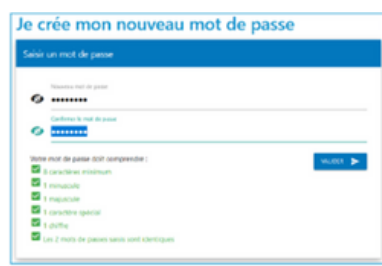 Je crée mon nouveau mot de passe
Saisir un mot de passe
Nouveau mot de passe
••••••••
Confirmez le mot de passe
••••••••
Votre mot de passe doit comprendre :
VALIDER
8 caractères minimum
1 minuscule
1 majuscule
1 caractère spécial
1 chiffre
Les 2 mots de passes saisis sont identiques